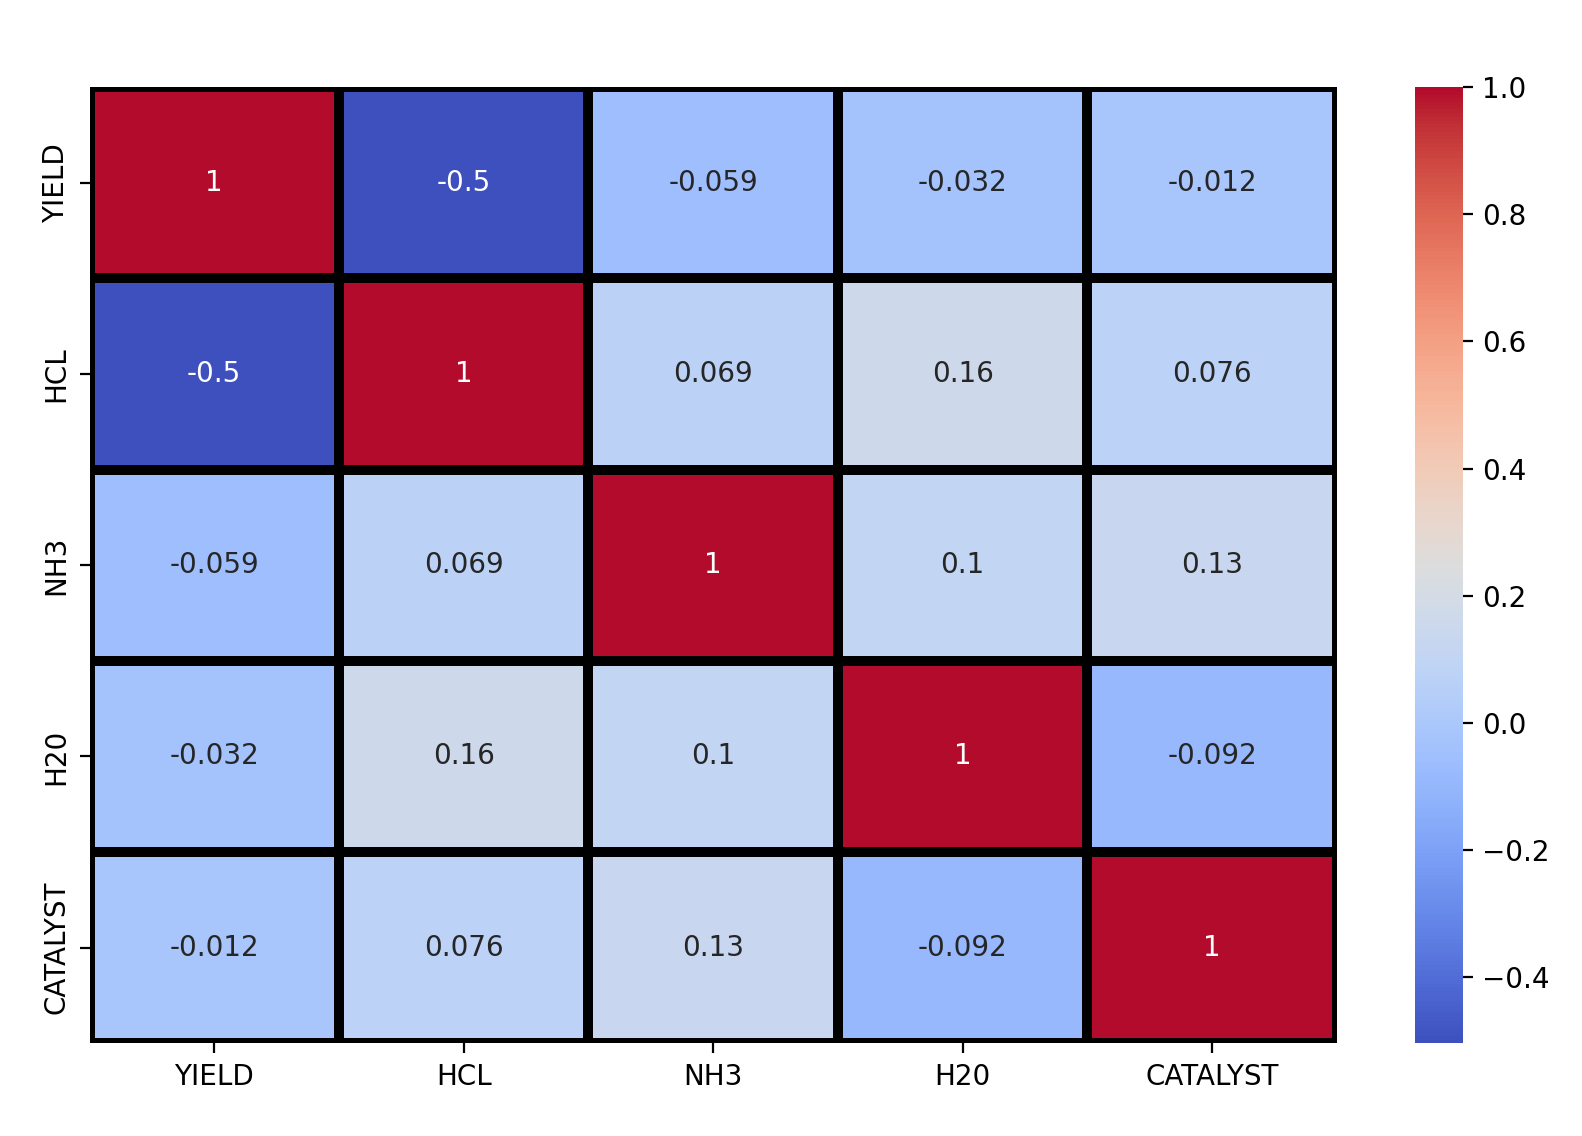 1.0
YIELD 1 -0.5 -0.059 -0.032 -0.012
0.8
HCL -0.5 1 0.069 0.16 0.076
0.6
0.4
NH3 -0.059 0.069 1 0.1 0.13
0.2
0.0
H20 -0.032 0.16 0.1 1 -0.092
−0.2
CATALYST -0.012 0.076 0.13 -0.092 1
−0.4
YIELD HCL NH3 H20 CATALYST